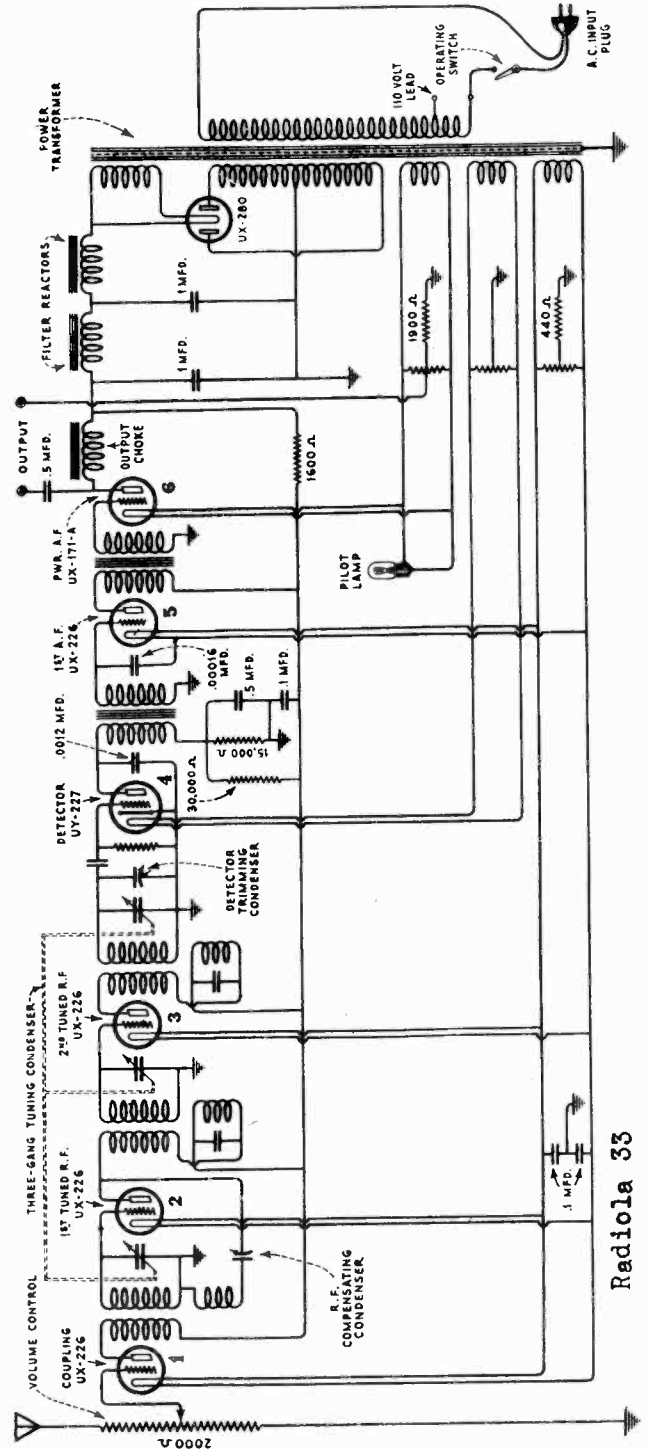 VOLUME CONTROL
THREE-GANG TUNING CONDENSER
COUPLING
UX-226
1ST TUNED R.F.
UX-226
2ND TUNED R.F
UX-226
DETECTOR
UY-227
.0012 MFD.
1ST A.F.
UX-226
PWR. A.F
UX-171-A
.5 MFD.
OUTPUT
OUTPUT
CHOKE
FILTER REACTORS
POWER
TRANSFORMER
1
2
3
4
5
6
2000 Ω
R.F.
COMPENSATING
CONDENSER
DETECTOR
TRIMMING
CONDENSER
30,000 Ω
15,000 Ω
.00016
MFD.
.5 MFD.
.1 MFD.
1600 Ω
1 MFD.
1 MFD.
UX-280
110 VOLT
LEAD
OPERATING
SWITCH
A.C. INPUT
PLUG
PILOT
LAMP
1900 Ω
440 Ω
.1 MFD.
Radiola 33